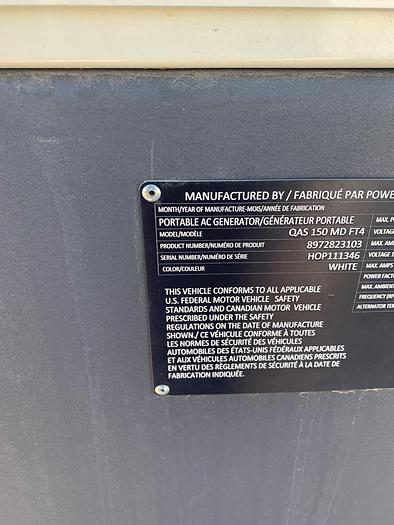 MANUFACTURED BY / FABRIQUÉ PAR POWE
MONTH/YEAR OF MANUFACTURE-MOIS/ANNÉE DE FABRICATION
PORTABLE AC GENERATOR/GÉNÉRATEUR PORTABLE MAX. P
MODEL/MODÈLE QAS 150 MD FT4 VOLTAGE
PRODUCT NUMBER/NUMÉRO DE PRODUIT 8972823103 MAX. AM
SERIAL NUMBER/NUMÉRO DE SÉRIE HOP111346 VOLTAGE 1
COLOR/COULEUR WHITE MAX. AMPS
POWER FACTOR
MAX. AMBIEN
FREQUENCY
ALTERNATOR TE
THIS VEHICLE CONFORMS TO ALL APPLICABLE
U.S. FEDERAL MOTOR VEHICLE SAFETY
STANDARDS AND CANADIAN MOTOR VEHICLE
PRESCRIBED UNDER THE SAFETY
REGULATIONS ON THE DATE OF MANUFACTURE
SHOWN./ CE VÉHICULE CONFORME À TOUTES
LES NORMES DE SÉCURITÉ DES VÉHICULES
AUTOMOBILES DES ÉTATS-UNIS FÉDÉRAUX APPLICABLES
ET AUX VÉHICULES AUTOMOBILES CANADIENS PRESCRITS
EN VERTU DES RÈGLEMENTS DE SÉCURITÉ À LA DATE DE
FABRICATION INDIQUÉE.